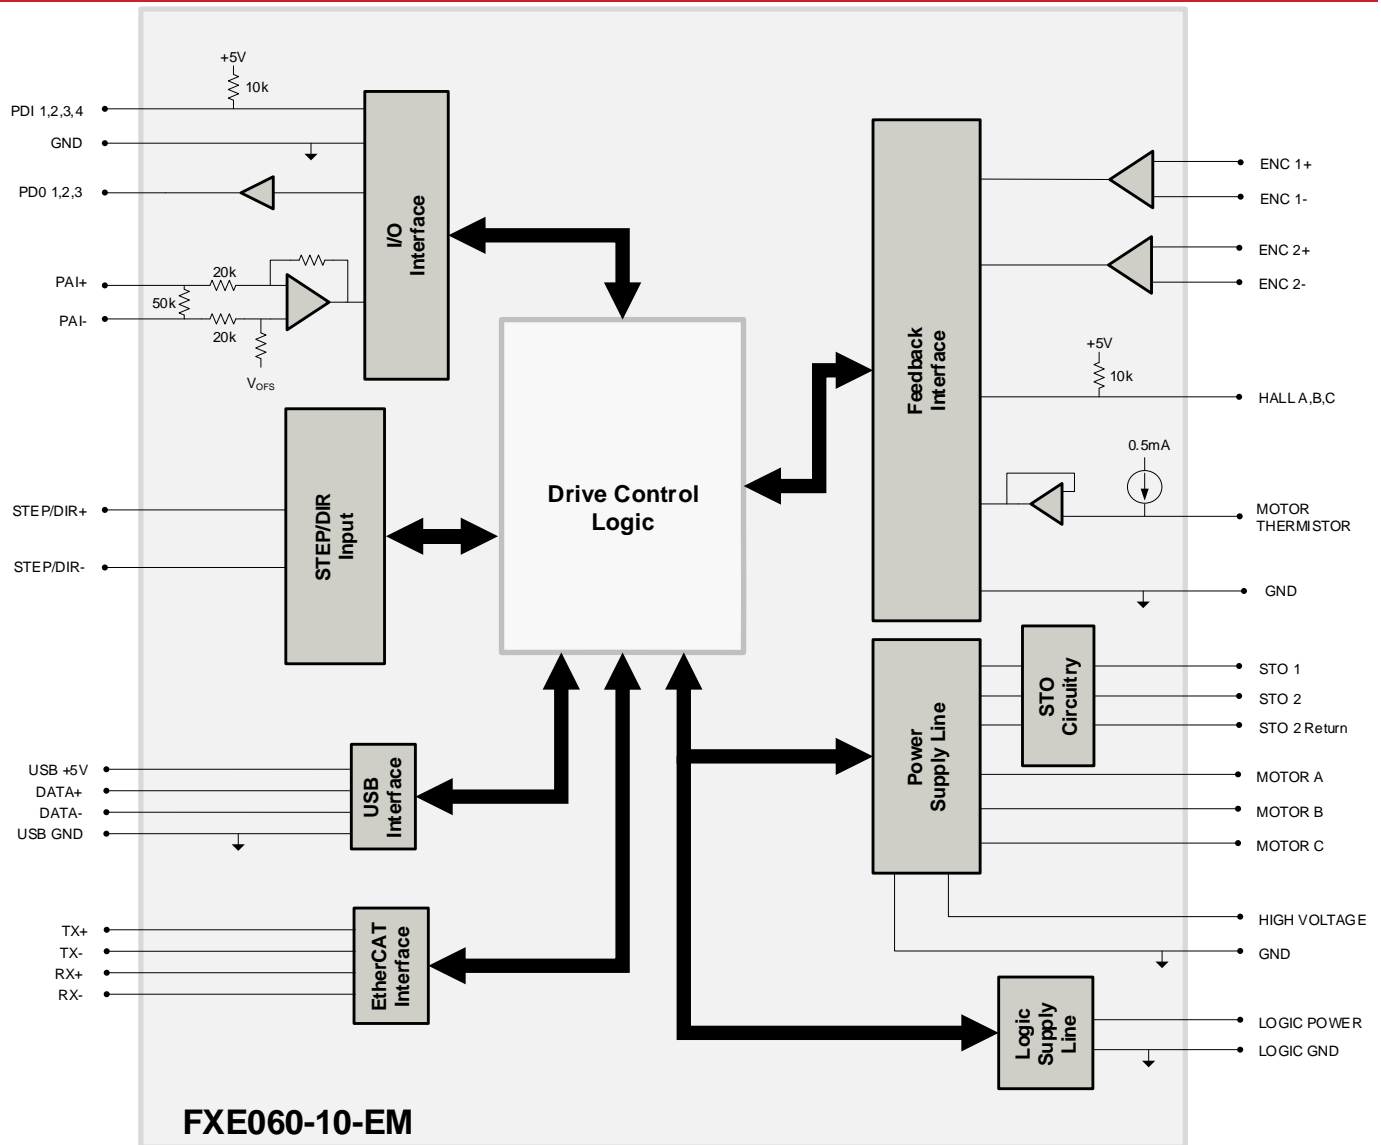 +5V
10k
PDI 1,2,3,4
GND
PD0 1,2,3
PAI+
20k
50k
PAI-
20k
VOFS
I/O
Interface
STEP/DIR+
STEP/DIR-
STEP/DIR
Input
USB +5V
DATA+
DATA-
USB GND
USB
Interface
TX+
TX-
RX+
RX-
EtherCAT
Interface
Drive Control
Logic
Feedback
Interface
ENC 1+
ENC 1-
ENC 2+
ENC 2-
+5V
10k
HALL A,B,C
0.5mA
MOTOR
THERMISTOR
GND
Power
Supply Line
STO
Circuitry
STO 1
STO 2
STO 2 Return
MOTOR A
MOTOR B
MOTOR C
HIGH VOLTAGE
GND
Logic
Supply
Line
LOGIC POWER
LOGIC GND
FXE060-10-EM